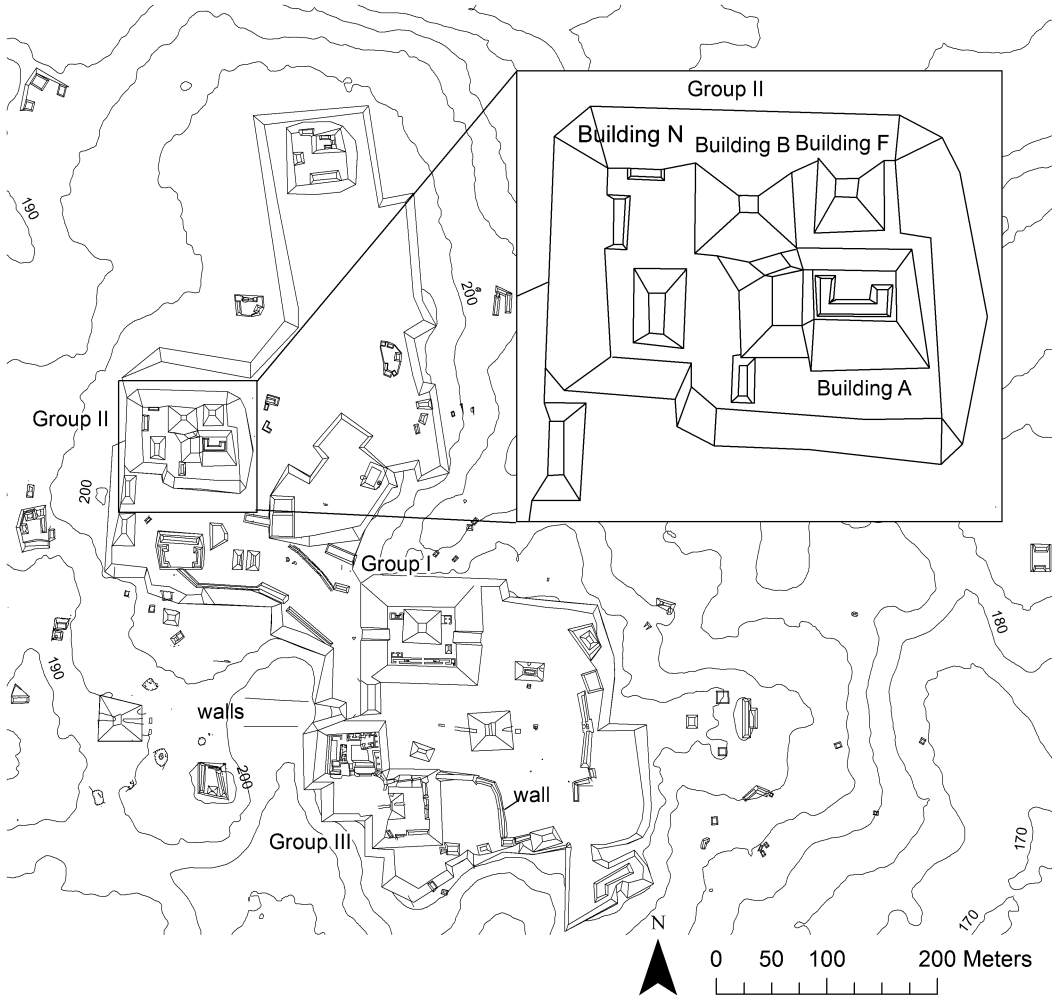 Group II
Building N
Building B
Building F
190
200
Building A
Group II
200
Group I
180
190
walls
200
wall
Group III
170
170
N
0 50 100 200 Meters